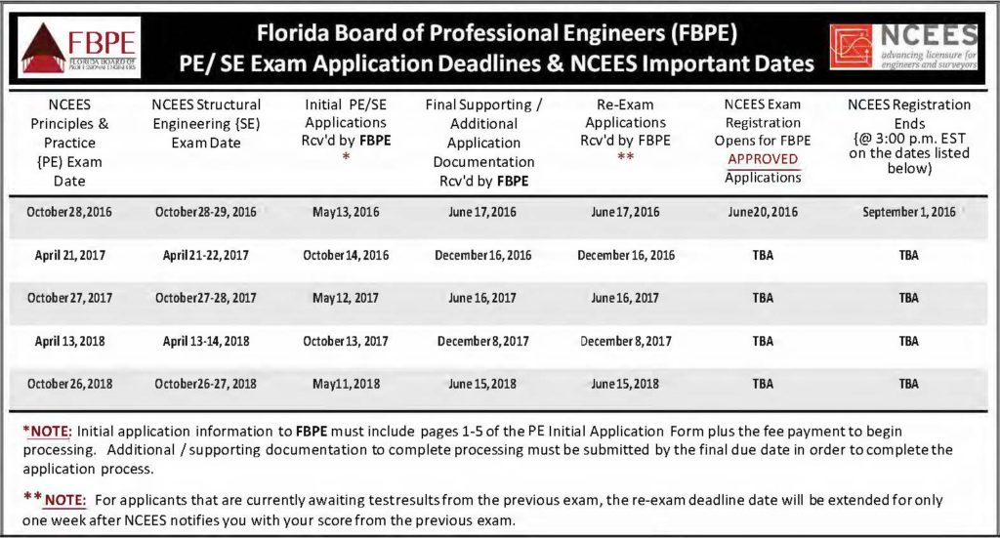 FBPE
FLORIDA BOARD OF
PROFESSIONAL ENGINEERS
Florida Board of Professional Engineers (FBPE)
PE/ SE Exam Application Deadlines & NCEES Important Dates
NCEES
advancing licensure for
engineers and surveyors
NCEES
Principles &
Practice
{PE) Exam
Date
NCEES Structural
Engineering {SE)
Exam Date
Initial PE/SE
Applications
Rcv'd by FBPE
*
Final Supporting /
Additional
Application
Documentation
Rcv'd by FBPE
Re-Exam
Applications
Rcv'd by FBPE
**
NCEES Exam
Registration
Opens for FBPE
APPROVED
Applications
NCEES Registration
Ends
{@ 3:00 p.m. EST
on the dates listed
below)
October 28, 2016 October 28-29, 2016 May 13, 2016 June 17, 2016 June 17, 2016 June 20, 2016 September 1, 2016
April 21, 2017 April 21-22, 2017 October 14, 2016 December 16, 2016 December 16, 2016 TBA TBA
October 27, 2017 October 27-28, 2017 May 12, 2017 June 16, 2017 June 16, 2017 TBA TBA
April 13, 2018 April 13-14, 2018 October 13, 2017 December 8, 2017 December 8, 2017 TBA TBA
October 26, 2018 October 26-27, 2018 May 11, 2018 June 15, 2018 June 15, 2018 TBA TBA
*NOTE: Initial application information to FBPE must include pages 1-5 of the PE Initial Application Form plus the fee payment to begin
processing. Additional / supporting documentation to complete processing must be submitted by the final due date in order to complete the
application process.
**NOTE: For applicants that are currently awaiting test results from the previous exam, the re-exam deadline date will be extended for only
one week after NCEES notifies you with your score from the previous exam.